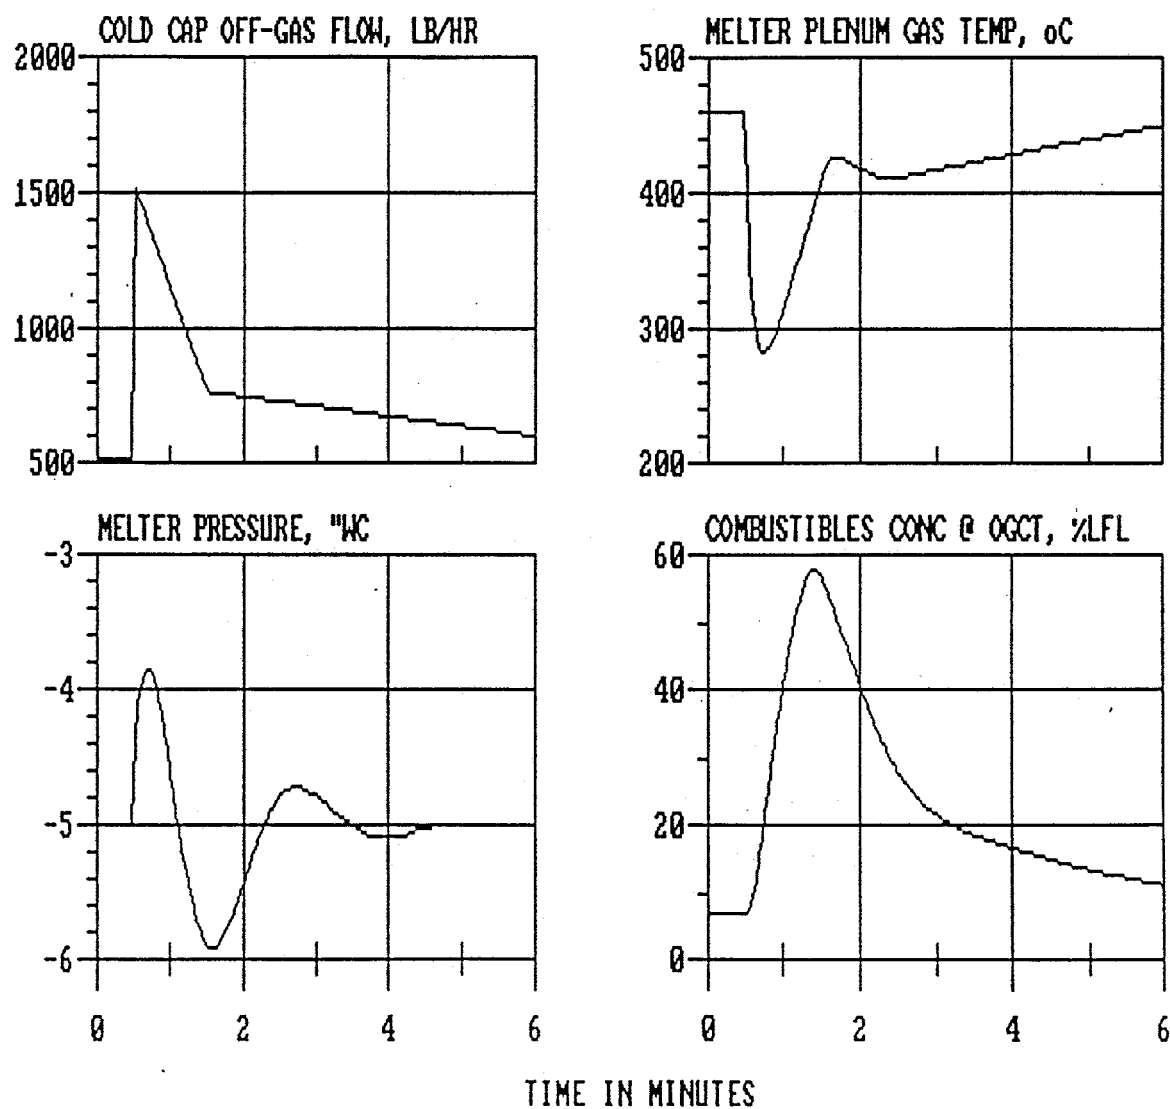 COLD CAP OFF-GAS FLOW, LB/HR
2000
1500
1000
500
MELTER PLENUM GAS TEMP, oC
500
400
300
200
MELTER PRESSURE, "WC
-3
-4
-5
-6
0 2 4 6
COMBUSTIBLES CONC @ OGCT, %LFL
60
40
20
0
0 2 4 6
TIME IN MINUTES